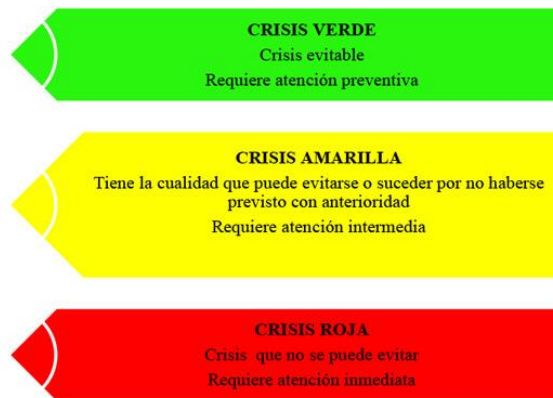 CRISIS VERDE
Crisis evitable
Requiere atención preventiva
CRISIS AMARILLA
Tiene la cualidad que puede evitarse o suceder por no haberse
previsto con anterioridad
Requiere atención intermedia
CRISIS ROJA
Crisis que no se puede evitar
Requiere atención inmediata